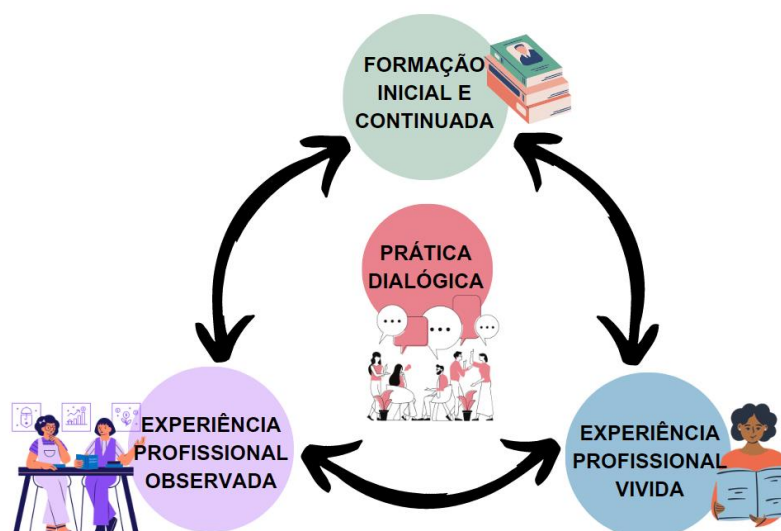 FORMAÇÃO
INICIAL E
CONTINUADA
PRÁTICA
DIALÓGICA
EXPERIÊNCIA
PROFISSIONAL
OBSERVADA
EXPERIÊNCIA
PROFISSIONAL
VIVIDA